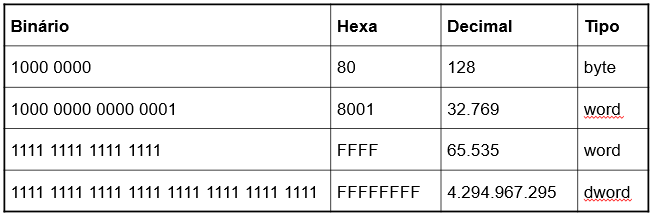 Binário Hexa Decimal Tipo
1000 0000 80 128 byte
1000 0000 0000 0001 8001 32.769 word
1111 1111 1111 1111 FFFF 65.535 word
1111 1111 1111 1111 1111 1111 1111 1111 FFFFFFFF 4.294.967.295 dword